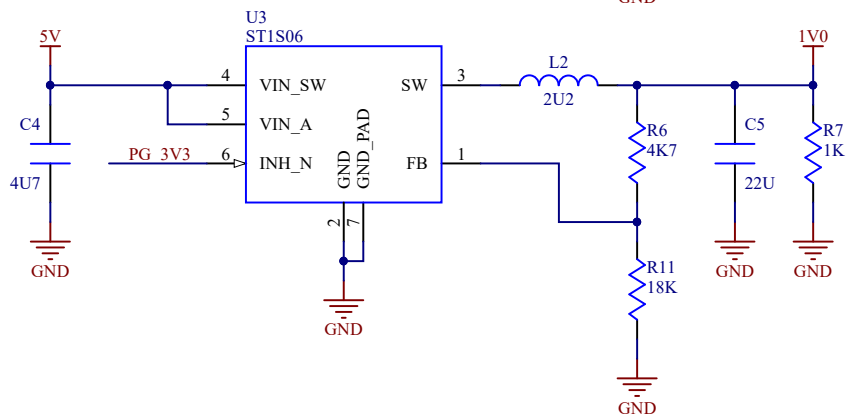 GND
U3
ST1S06
5V
1V0
4
VIN_SW
SW
3
L2
2U2
5
VIN_A
C4
4U7
PG_3V3
6
INH_N
GND
GND_PAD
FB
1
R6
4K7
C5
22U
R7
1K
2
7
GND
GND
GND
GND
R11
18K
GND